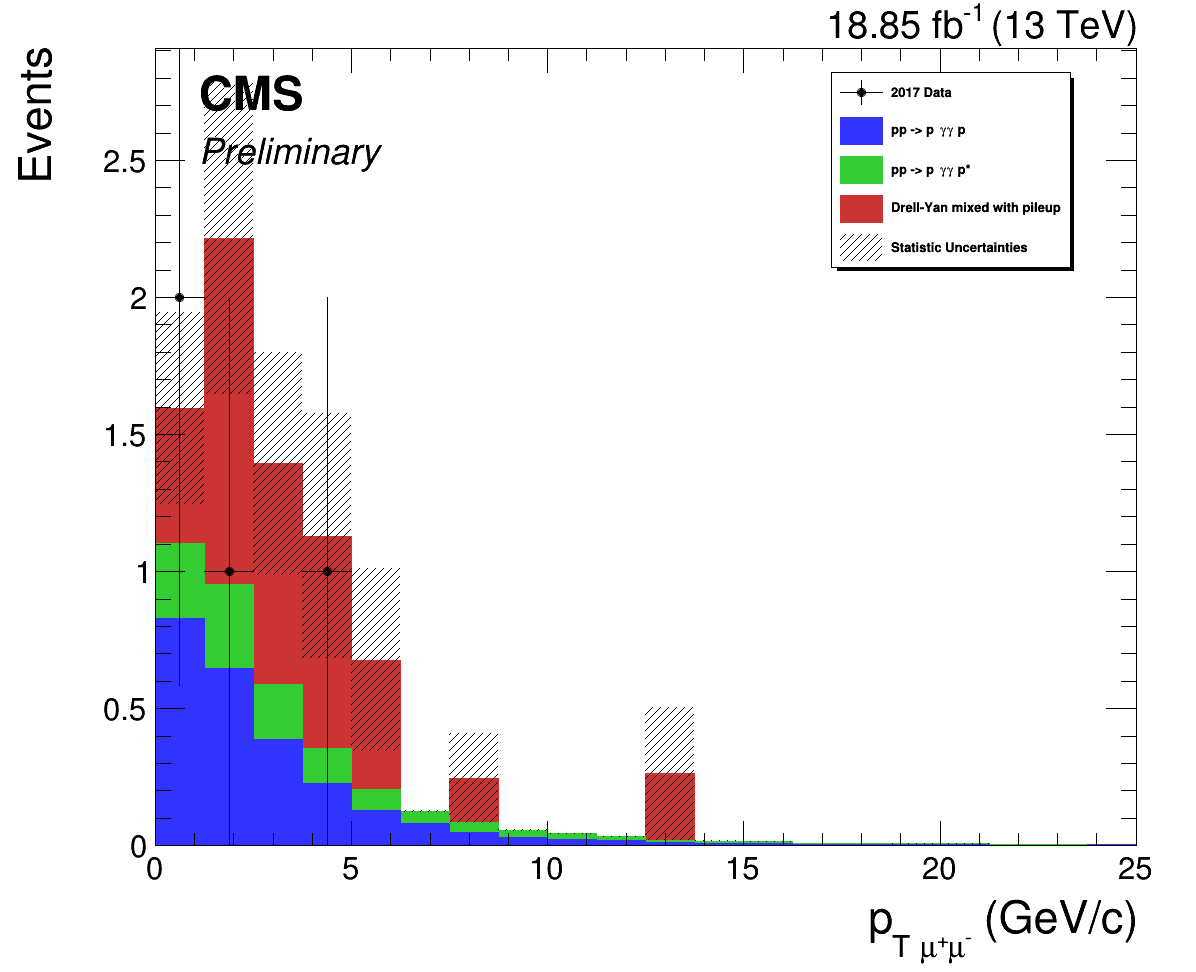 18.85 fb-1 (13 TeV)
Events
CMS
Preliminary
2017 Data
pp -> p γγ p
pp -> p γγ p*
Drell-Yan mixed with pileup
Statistic Uncertainties
2.5
2
1.5
1
0.5
0
0 5 10 15 20 25
pT μ+μ- (GeV/c)